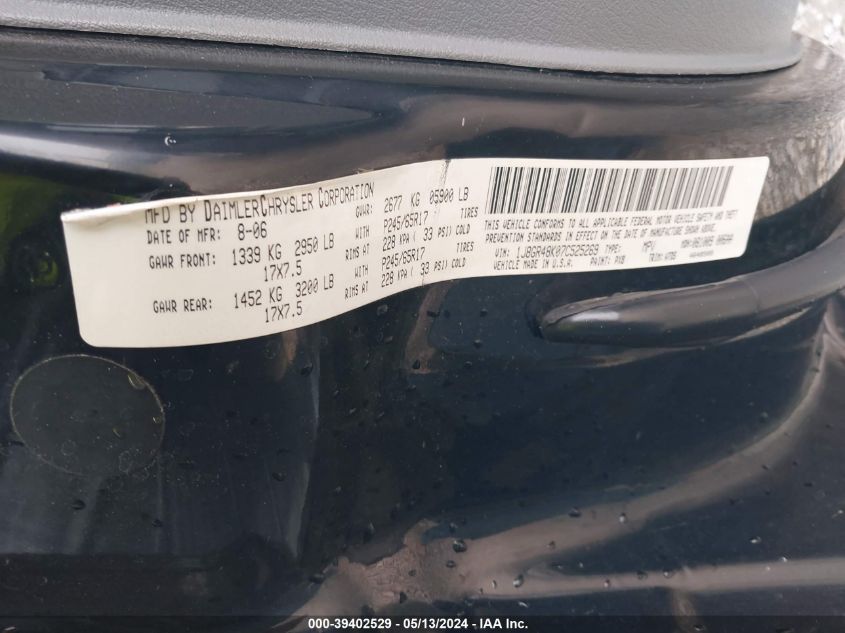 MFD BY DAIMLERCHRYSLER CORPORATION
DATE OF MFR: 8-06 GVWR: 2677 KG 05900 LB
GAWR FRONT: 1339 KG 2950 LB WITH P245/65R17 TIRES
17X7.5 RIMS AT 228 KPA ( 33 PSI) COLD
GAWR REAR: 1452 KG 3200 LB WITH P245/65R17 TIRES
17X7.5 RIMS AT 228 KPA ( 33 PSI) COLD
THIS VEHICLE CONFORMS TO ALL APPLICABLE FEDERAL MOTOR VEHICLE SAFETY AND THEFT
PREVENTION STANDARDS IN EFFECT ON THE DATE OF MANUFACTURE SHOWN ABOVE.
VIN: 1J8GR48K07C525269 TYPE: MPV MDH:
VEHICLE MADE IN U.S.A. PAINT: PXB TRIM:
000-39402529 - 05/13/2024 - IAA Inc.